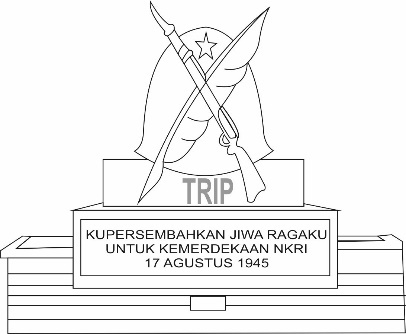 TRIP
KUPERSEMBAHKAN JIWA RAGAKU
UNTUK KEMERDEKAAN NKRI
17 AGUSTUS 1945